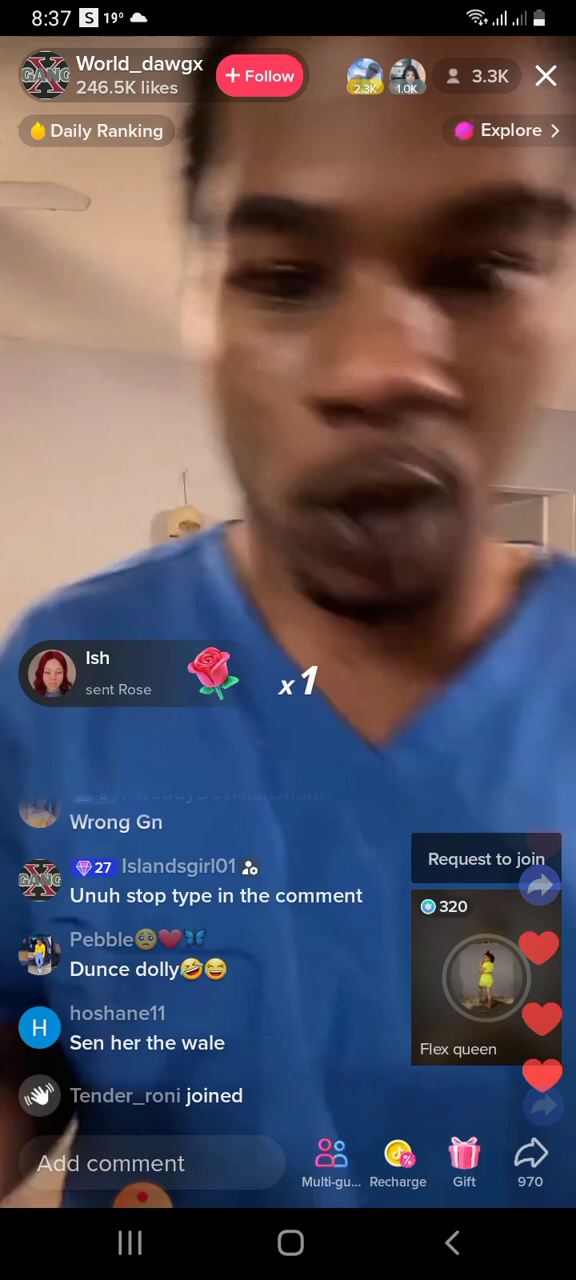 8:37 S 19°
World_dawgx
246.5K likes
+ Follow
2.3K
1.0K
3.3K
Daily Ranking
Explore >
Ish
sent Rose
x1
Wrong Gn
27 Islandsgirl01
Unuh stop type in the comment
Pebble🥺❤️🦋
Dunce dolly🤣😂
H
hoshane11
Sen her the wale
Tender_roni joined
Request to join
320
Flex queen
Add comment
Multi-gu...
Recharge
Gift
970